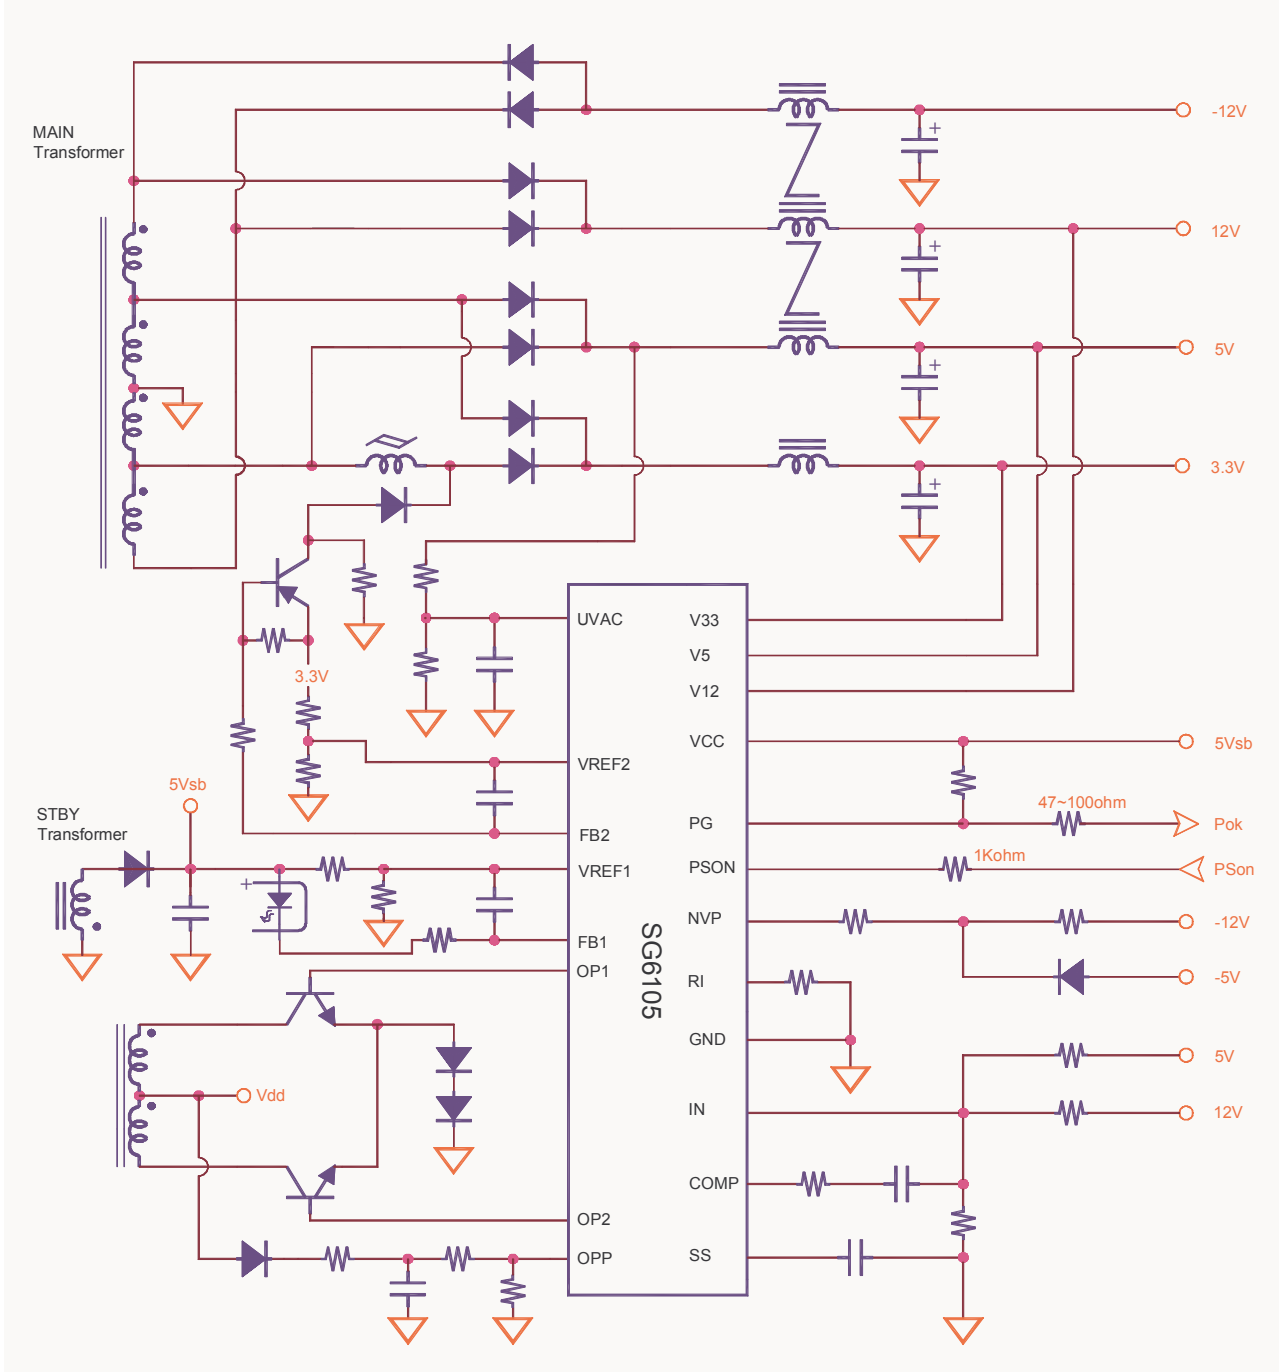 -12V
MAIN
Transformer
12V
5V
3.3V
UVAC
V33
V5
V12
3.3V
VREF2
VCC
5Vsb
5Vsb
47~100ohm
STBY
Transformer
FB2
PG
Pok
1Kohm
VREF1
PSON
PSon
NVP
-12V
FB1
SG6105
OP1
RI
-5V
GND
5V
Vdd
IN
12V
COMP
OP2
OPP
SS